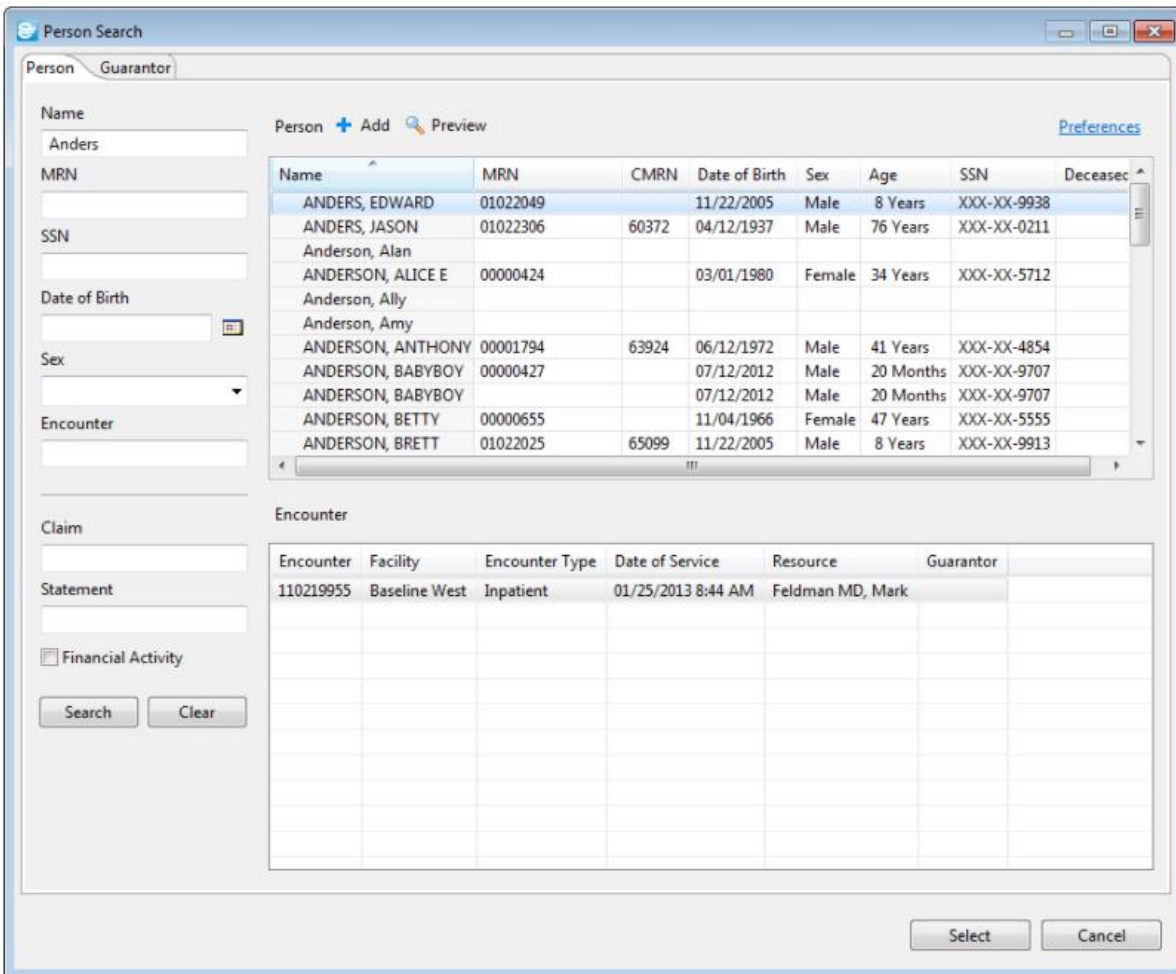 Person Search
Person Guarantor
Name
Anders
MRN
SSN
Date of Birth
Sex
Encounter
Claim
Statement
Financial Activity
Search Clear
Person Add Preview Preferences
Name MRN CMRN Date of Birth Sex Age SSN Deceased
ANDERS, EDWARD 01022049 11/22/2005 Male 8 Years XXX-XX-9938
ANDERS, JASON 01022306 60372 04/12/1937 Male 76 Years XXX-XX-0211
Anderson, Alan
ANDERSON, ALICE E 00000424 03/01/1980 Female 34 Years XXX-XX-5712
Anderson, Ally
Anderson, Amy
ANDERSON, ANTHONY 00001794 63924 06/12/1972 Male 41 Years XXX-XX-4854
ANDERSON, BABYBOY 00000427 07/12/2012 Male 20 Months XXX-XX-9707
ANDERSON, BABYBOY 07/12/2012 Male 20 Months XXX-XX-9707
ANDERSON, BETTY 00000655 11/04/1966 Female 47 Years XXX-XX-5555
ANDERSON, BRETT 01022025 65099 11/22/2005 Male 8 Years XXX-XX-9913
Encounter
Encounter Facility Encounter Type Date of Service Resource Guarantor
110219955 Baseline West Inpatient 01/25/2013 8:44 AM Feldman MD, Mark
Select Cancel